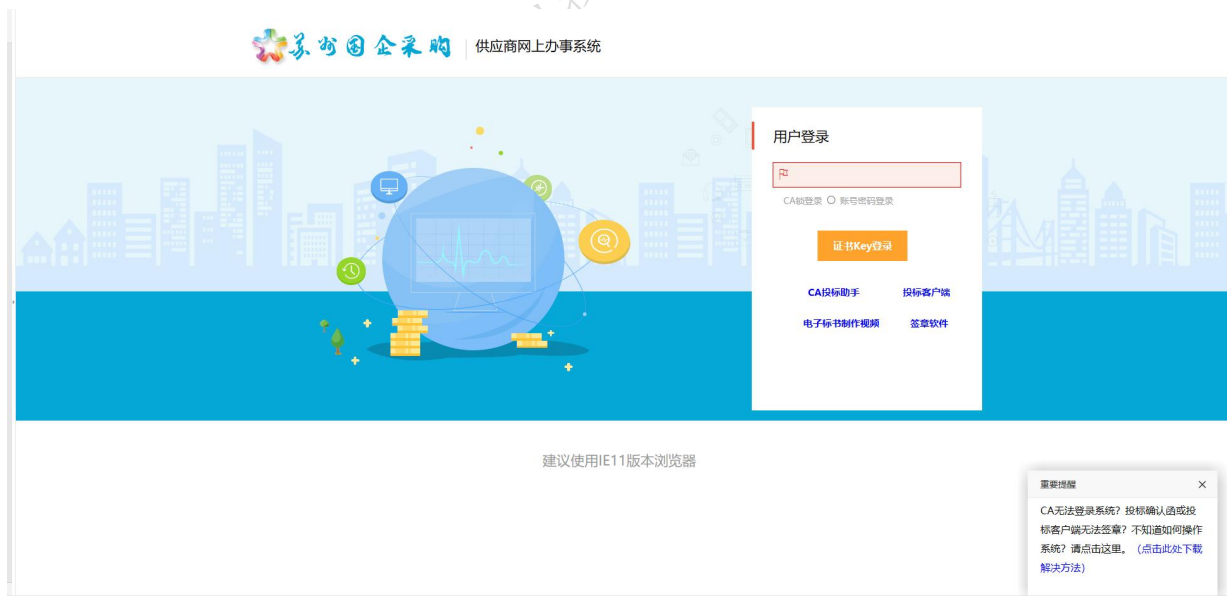 苏州国企采购 供应商网上办事系统
用户登录
CA锁登录 账号密码登录
证书Key登录
CA投标助手 投标客户端
电子标书制作视频 签章软件
建议使用IE11版本浏览器
重要提醒
CA无法登录系统？投标确认函或投
标客户端无法签章？不知道如何操作
系统？请点击这里。（点击此处下载
解决方法）